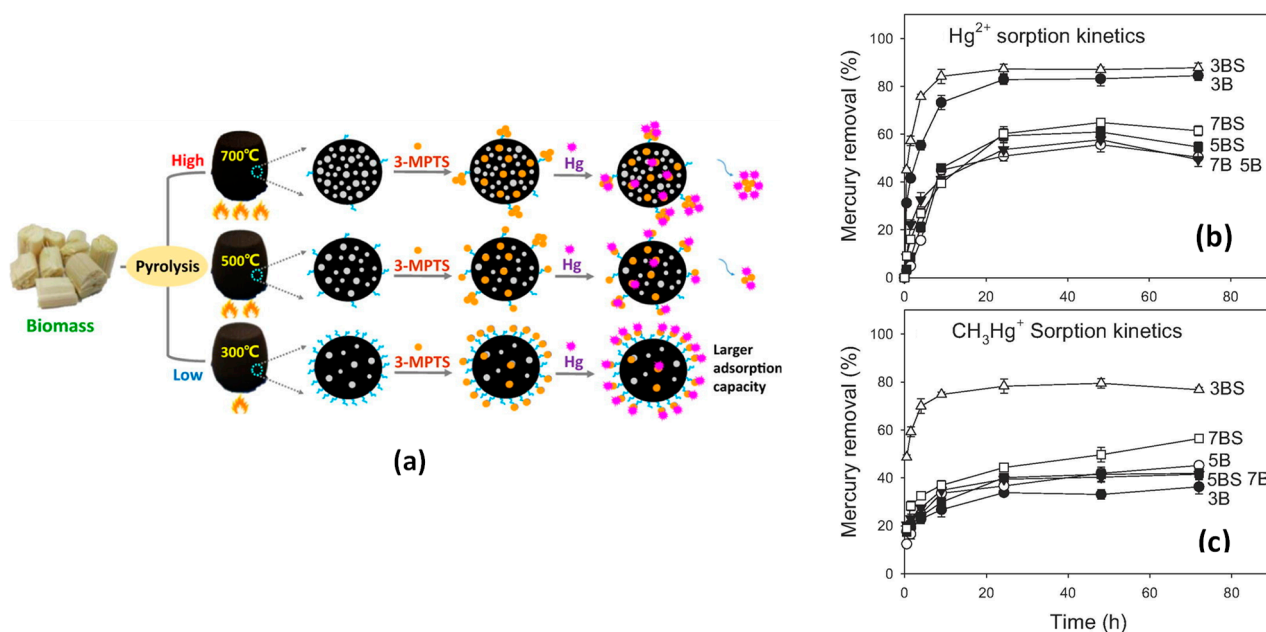 High
700℃
3-MPTS
Hg
Pyrolysis
500℃
3-MPTS
Hg
Biomass
Low
300℃
3-MPTS
Hg
Larger
adsorption
capacity
(a)
Hg²⁺ sorption kinetics
Mercury removal (%)
100
80
60
40
20
0
0 20 40 60 80
3BS
3B
7BS
5BS
7B 5B
(b)
CH₃Hg⁺ Sorption kinetics
Mercury removal (%)
100
80
60
40
20
0
3BS
7BS
5B
5BS 7B
3B
(c)
0 20 40 60 80
Time (h)